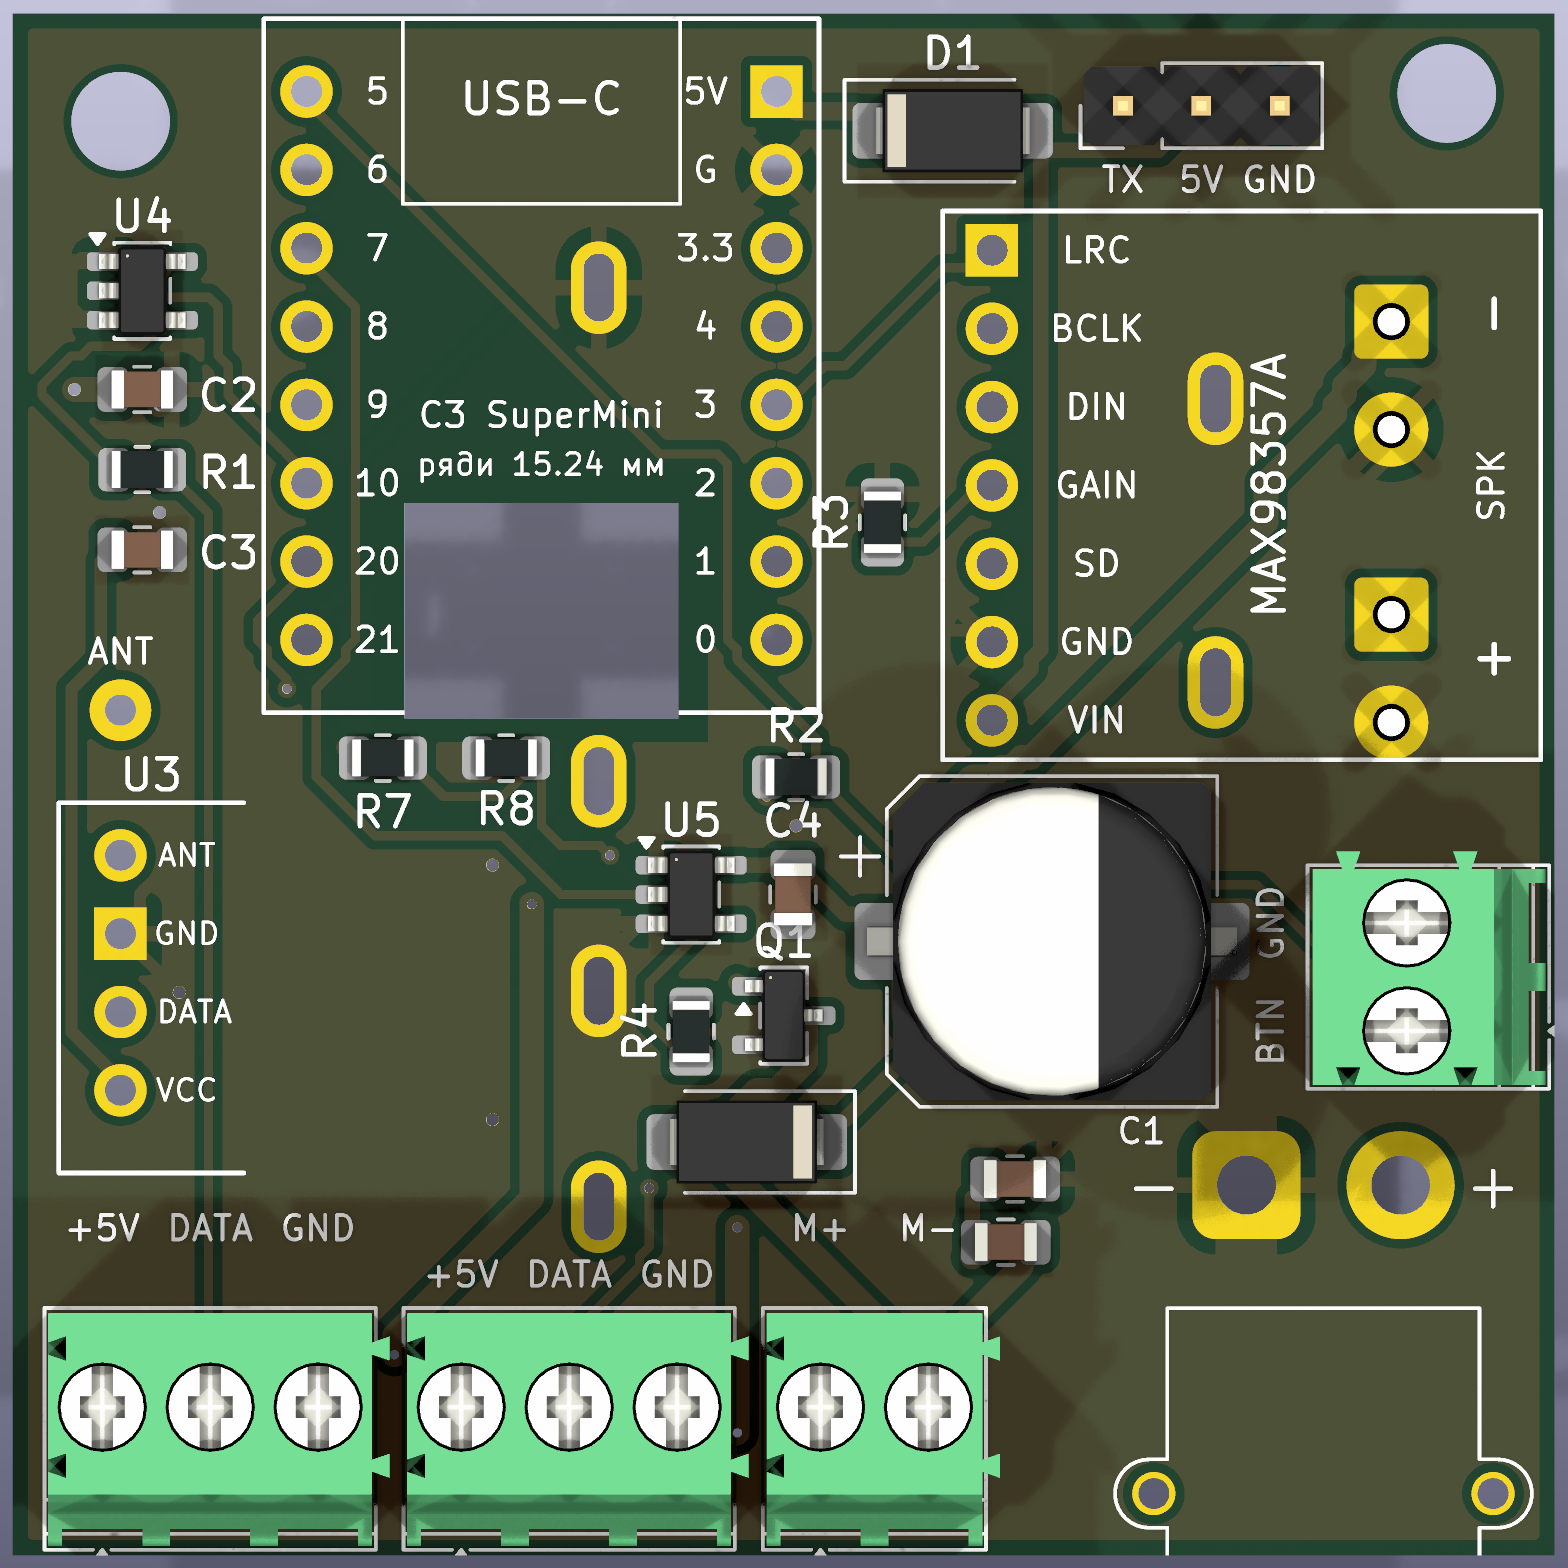 D1
5 USB-C 5V
6 G
TX 5V GND
U4
7 3.3
LRC
8 4
BCLK
−
C2
9 C3 SuperMini 3
DIN
MAX98357A
ряди 15.24 мм
R1
10 2
GAIN
SPK
R3
C3
20 1
SD
ANT
21 0
GND
+
VIN
R2
U3
R7 R8
U5 C4
+
ANT
GND
Q1
GND
DATA
R4
BTN
VCC
C1
− +
+5V DATA GND
M+ M-
+5V DATA GND